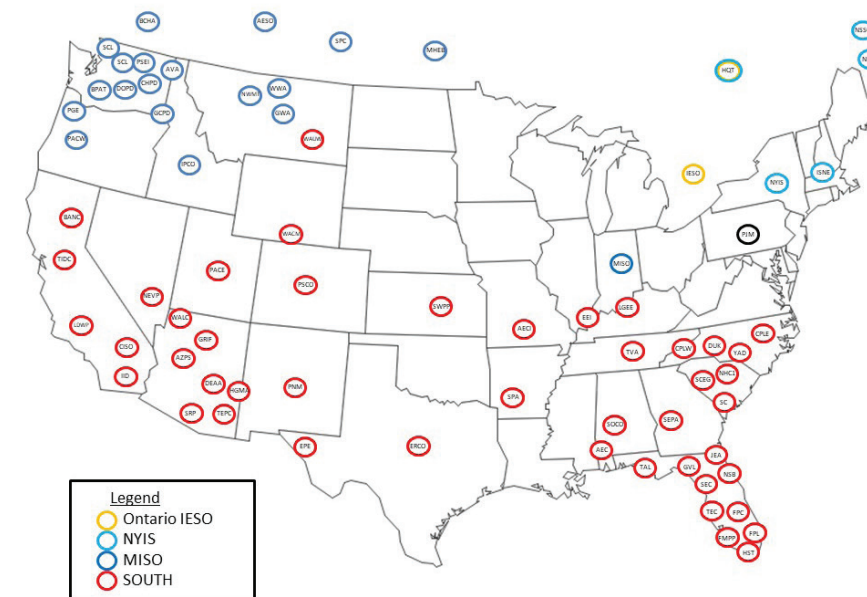 BCHA
AESO
SPC
MHEB
SCL
SCL
PSEI
AVA
BPAT
DOPD
CHPD
PGE
GCPD
PACW
IPCO
NWMT
WWA
GWA
WAUW
HQT
IESO
NYIS
ISNE
PJM
MISO
BANC
TIDC
WACM
PACE
PSCO
NEVP
SWPP
WALC
LDWP
CISO
IID
GRIF
AZPS
DEAA
HGMA
SRP
TEPC
PNM
EPE
ERCO
AECI
SPA
EEI
LGEE
TVA
CPLW
DUK
YAD
CPLE
SCEG
NHC1
SC
SOCO
SEPA
AEC
TAL
GVL
JEA
NSB
SEC
TEC
FPC
FMPP
FPL
HST
Legend
Ontario IESO
NYIS
MISO
SOUTH